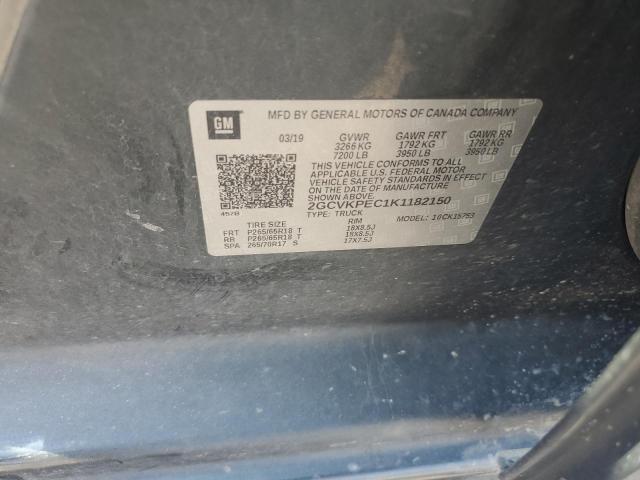 GM
MFD BY GENERAL MOTORS OF CANADA COMPANY
03/19 GVWR GAWR FRT GAWR RR
3266 KG 1792 KG 1792 KG
7200 LB 3950 LB 3950 LB
THIS VEHICLE CONFORMS TO ALL
APPLICABLE U.S. FEDERAL MOTOR
VEHICLE SAFETY STANDARDS IN EFFECT
ON THE DATE OF MANUFACTURE
SHOWN ABOVE.
2GCVKPEC1K1182150
457B
TYPE: TRUCK MODEL: 10CK15753
TIRE SIZE RIM
FRT P265/65R18 T 18X8.5J
RR P265/65R18 T 18X8.5J
SPA 265/70R17 S 17X7.5J